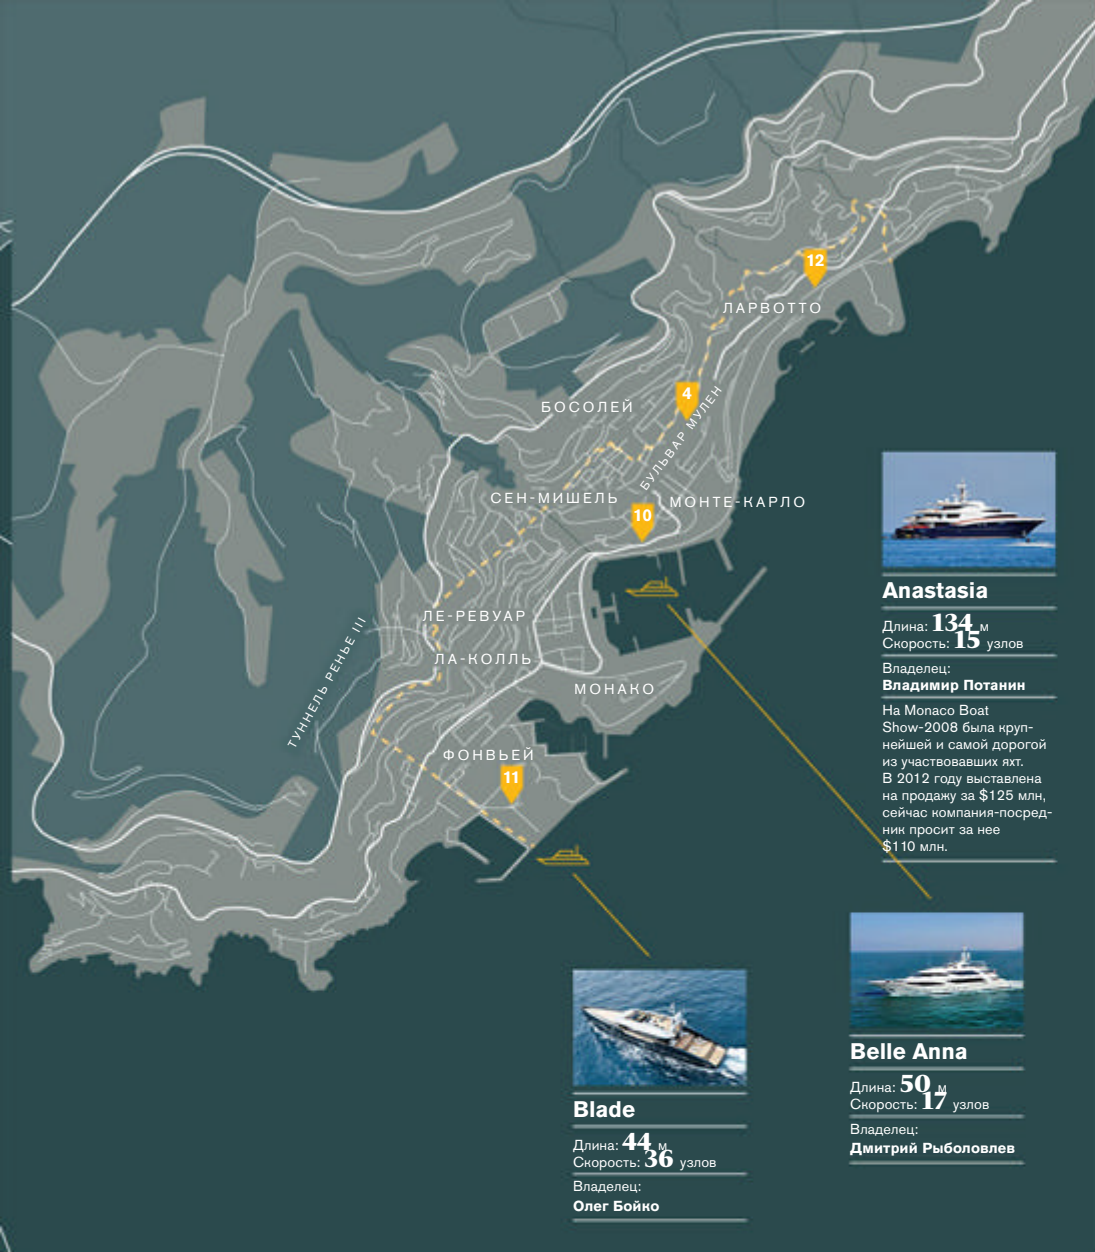 12
ЛАРВОТТО
4
БОСОЛЕЙ
БУЛЬВАР МУЛЕН
СЕН-МИШЕЛЬ
10
МОНТЕ-КАРЛО
ЛЕ-РЕВУАР
ЛА-КОЛЛЬ
ТУННЕЛЬ РЕНЬЕ III
МОНАКО
ФОНВЬЕЙ
11
Anastasia
Длина: 134 м
Скорость: 15 узлов
Владелец:
Владимир Потанин
На Monaco Boat
Show-2008 была круп-
нейшей и самой дорогой
из участвовавших яхт.
В 2012 году выставлена
на продажу за $125 млн,
сейчас компания-посред-
ник просит за нее
$110 млн.
Belle Anna
Длина: 50 м
Скорость: 17 узлов
Владелец:
Дмитрий Рыболовлев
Blade
Длина: 44 м
Скорость: 36 узлов
Владелец:
Олег Бойко